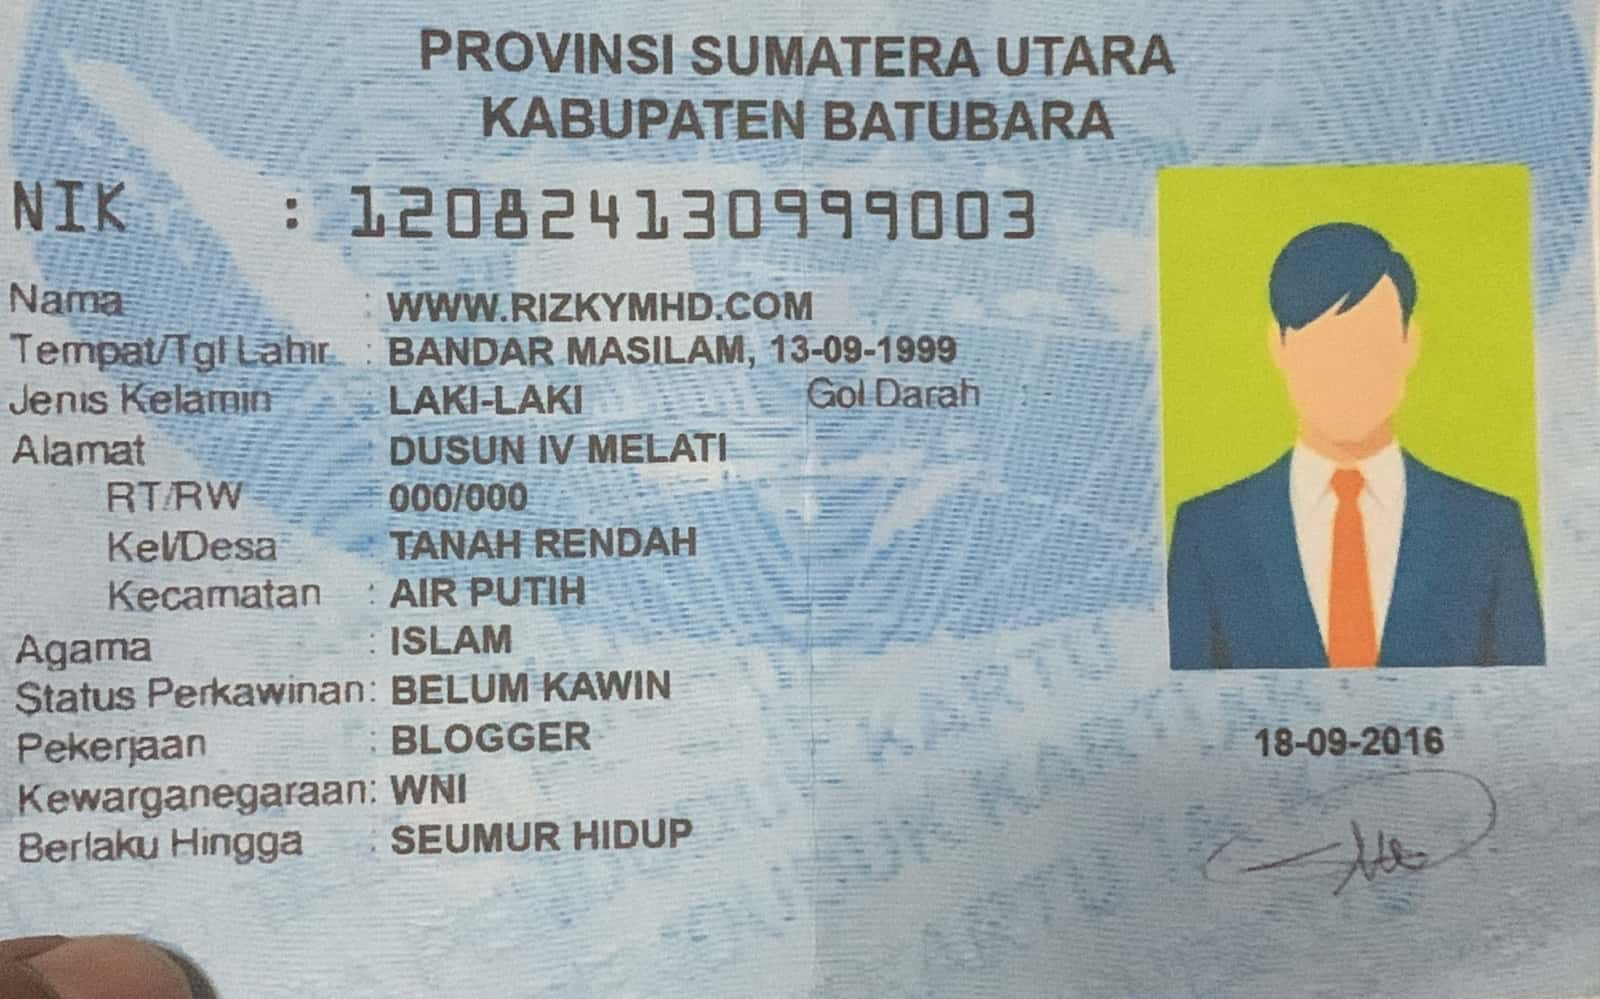 PROVINSI SUMATERA UTARA
KABUPATEN BATUBARA
NIK : 120824130999003
Nama : WWW.RIZKYMHD.COM
Tempat/Tgl Lahir : BANDAR MASILAM, 13-09-1999
Jenis Kelamin : LAKI-LAKI Gol Darah : -
Alamat DUSUN IV MELATI
RT/RW 000/000
Kel/Desa TANAH RENDAH
Kecamatan : AIR PUTIH
Agama : ISLAM
Status Perkawinan: BELUM KAWIN
Pekerjaan : BLOGGER
Kewarganegaraan: WNI
Berlaku Hingga : SEUMUR HIDUP
18-09-2016